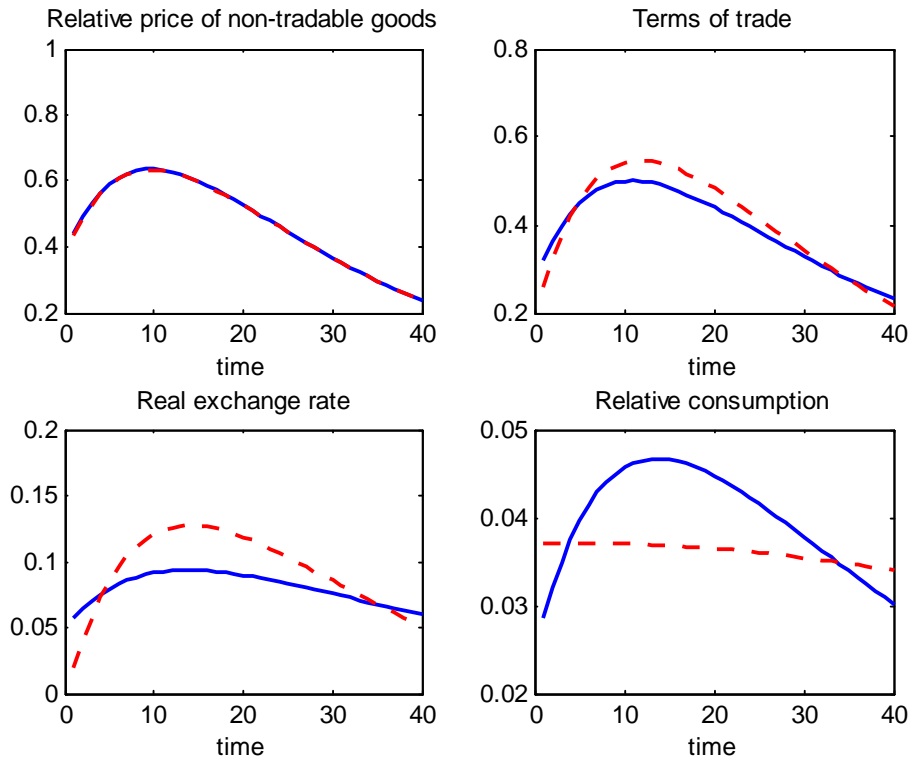 Relative price of non-tradable goods
1
0.8
0.6
0.4
0.2
0 10 20 30 40
time
Terms of trade
0.8
0.6
0.4
0.2
0 10 20 30 40
time
Real exchange rate
0.2
0.15
0.1
0.05
0
0 10 20 30 40
time
Relative consumption
0.05
0.04
0.03
0.02
0 10 20 30 40
time